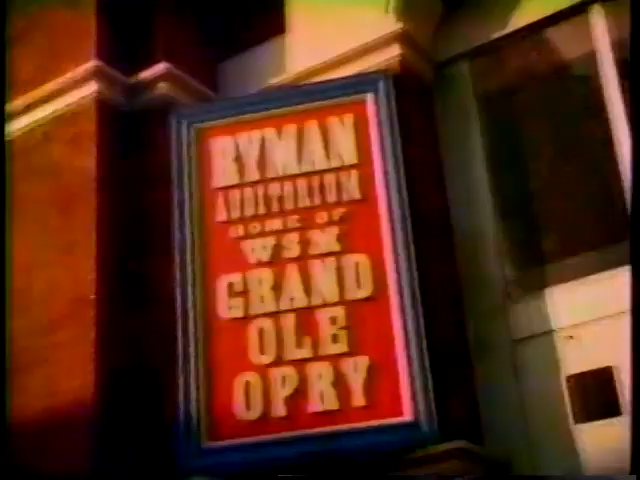 RYMAN
AUDITORIUM
HOME OF
WSM
GRAND
OLE
OPRY